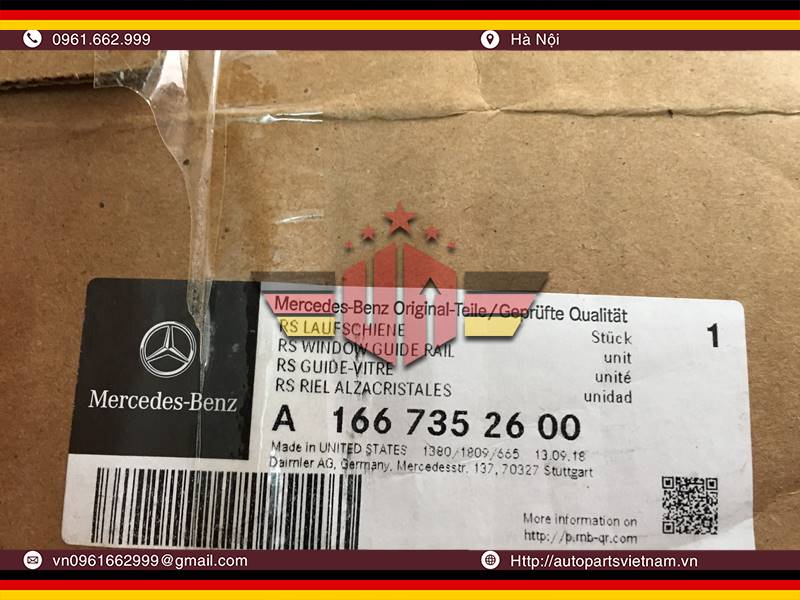 0961.662.999
Hà Nội
Mercedes-Benz Original-Teile/Geprüfte Qualität
RS LAUFSCHIENE
RS WINDOW GUIDE RAIL
RS GUIDE-VITRE
RS RIEL ALZACRISTALES
Stück
unit
unité
unidad
1
Mercedes-Benz
A 166 735 26 00
Made in UNITED STATES 1380/1809/665 13.09.18
Daimler AG, Germany, Mercedesstr. 137, 70327 Stuttgart
More information on
http://p.mb-qr.com
vn0961662999@gmail.com
Http://autopartsvietnam.vn